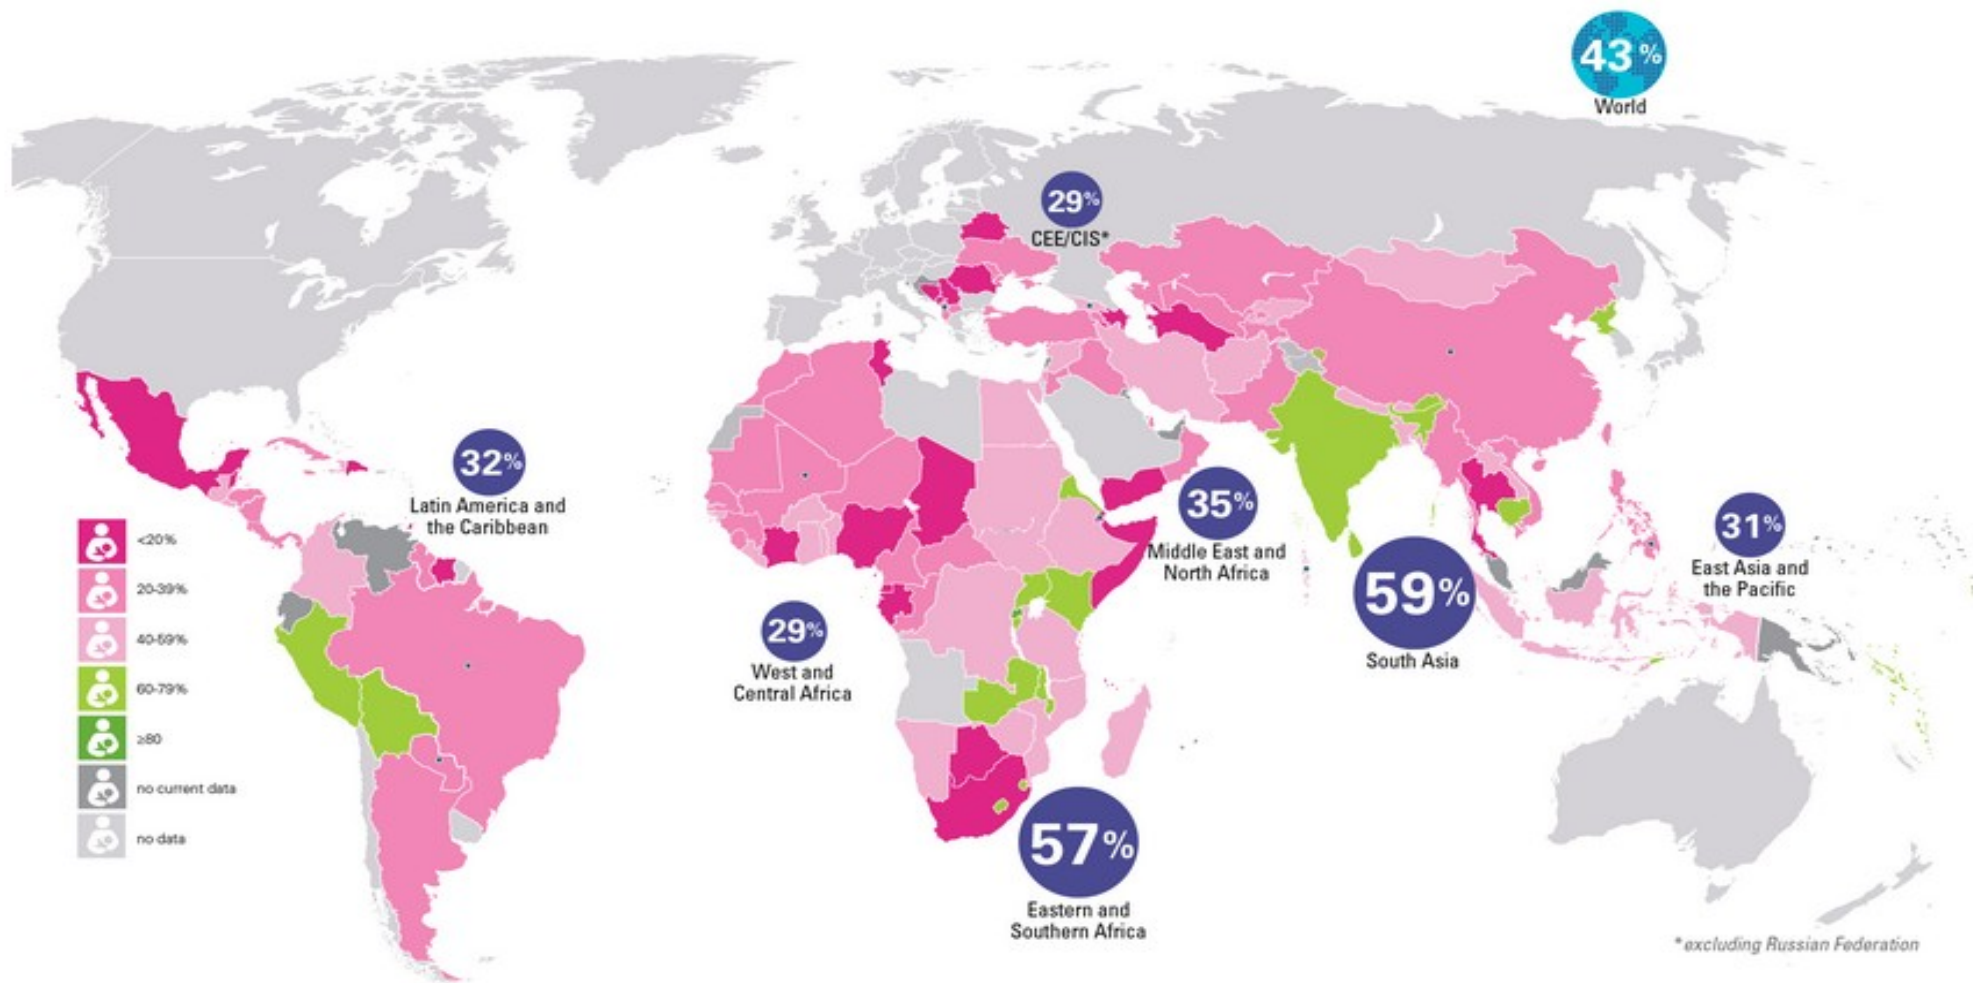 43%
World
29%
CEE/CIS*
32%
Latin America and
the Caribbean
35%
Middle East and
North Africa
59%
South Asia
31%
East Asia and
the Pacific
29%
West and
Central Africa
57%
Eastern and
Southern Africa
<20%
20-39%
40-59%
60-79%
≥80
no current data
no data
*excluding Russian Federation